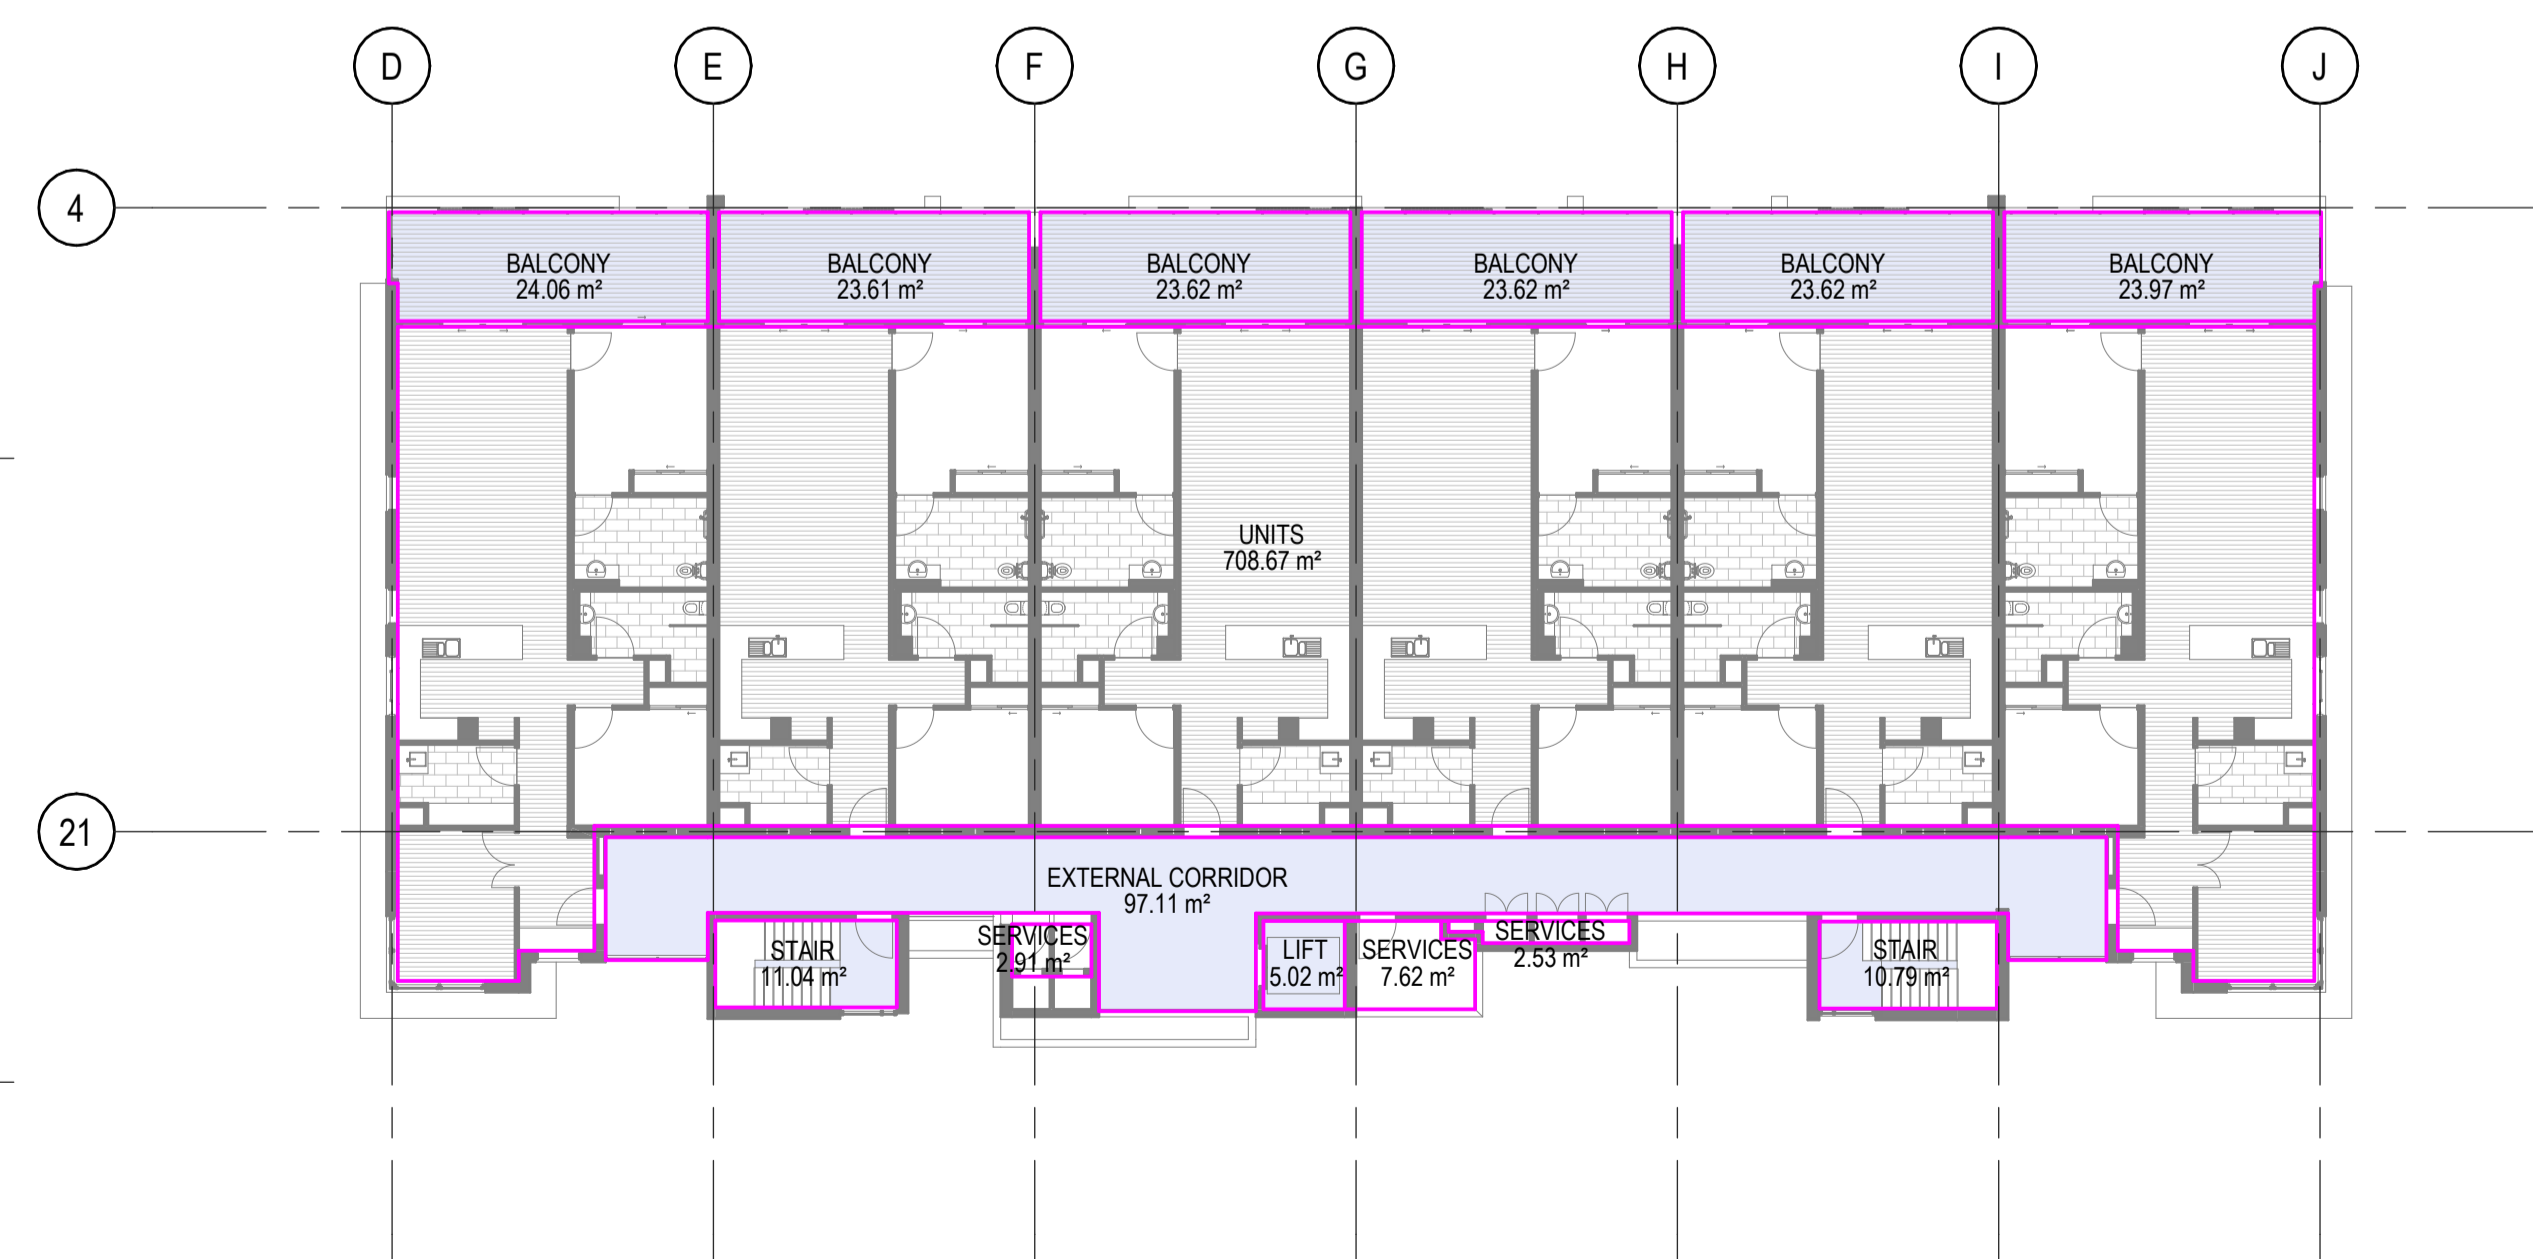 D E F G H I J
4
BALCONY
24.06 m²
BALCONY
23.61 m²
BALCONY
23.62 m²
BALCONY
23.62 m²
BALCONY
23.62 m²
BALCONY
23.97 m²
UNITS
708.67 m²
21
EXTERNAL CORRIDOR
97.11 m²
STAIR
11.04 m²
SERVICES
2.91 m²
LIFT
5.02 m²
SERVICES
7.62 m²
SERVICES
2.53 m²
STAIR
10.79 m²